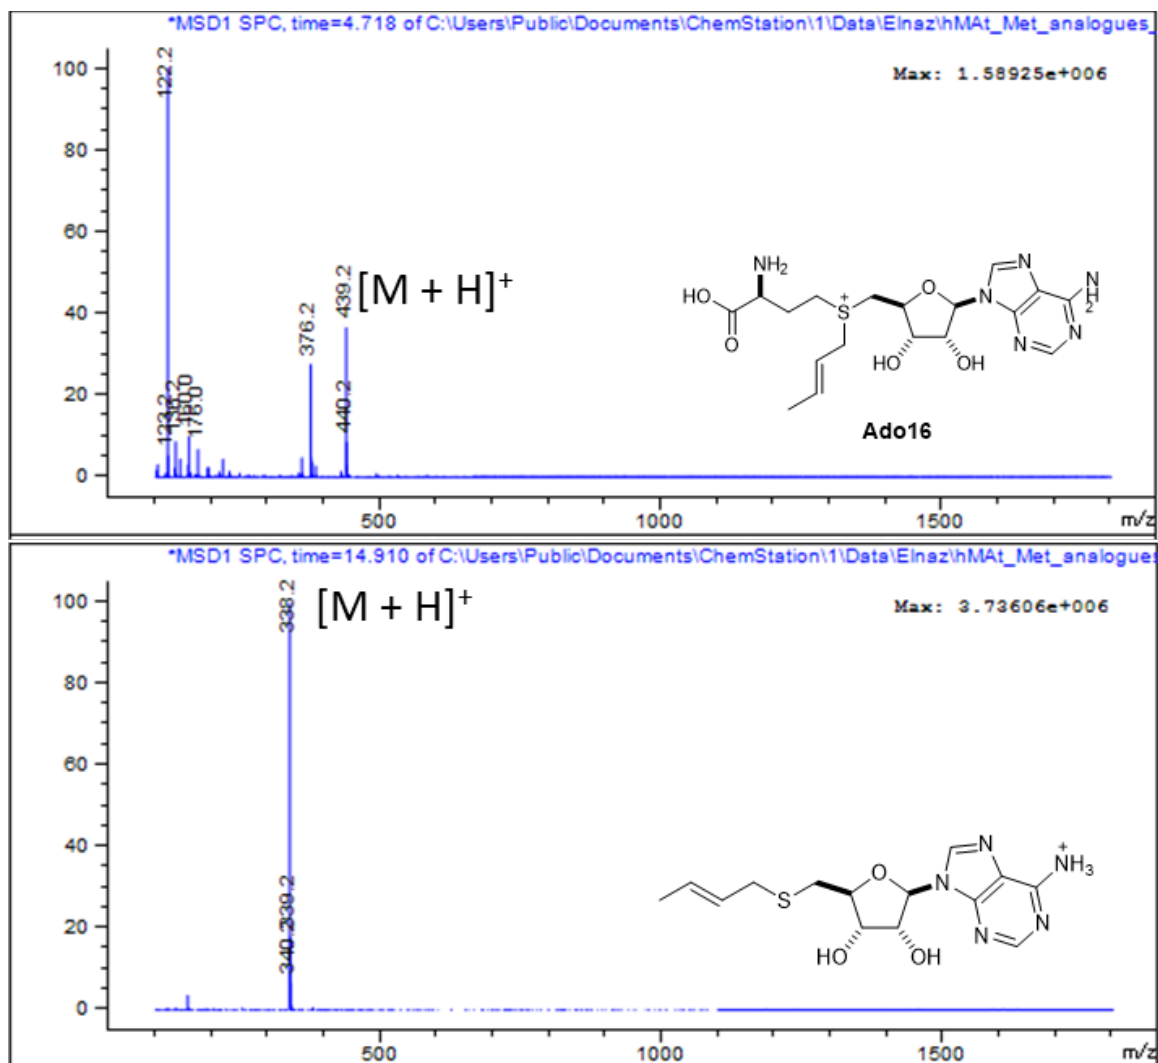 *MSD1 SPC, time=4.718 of C:\Users\Public\Documents\ChemStation\1\Data\Elnaz\hMAt_Met_analogues_
Max: 1.58925e+006
100
80
60
40
20
0
122.2
123.2
160.0
176.0
376.2
439.2
440.2
[M + H]+
NH2
HO
O
S+
O
HO
OH
N
N
N
N
NH2
Ado16
500
1000
1500
m/z
*MSD1 SPC, time=14.910 of C:\Users\Public\Documents\ChemStation\1\Data\Elnaz\hMAt_Met_analogues
Max: 3.73606e+006
100
80
60
40
20
0
338.2
339.2
340.2
[M + H]+
S
O
HO
OH
N
N
N
N
+NH3
500
1000
1500
m/z